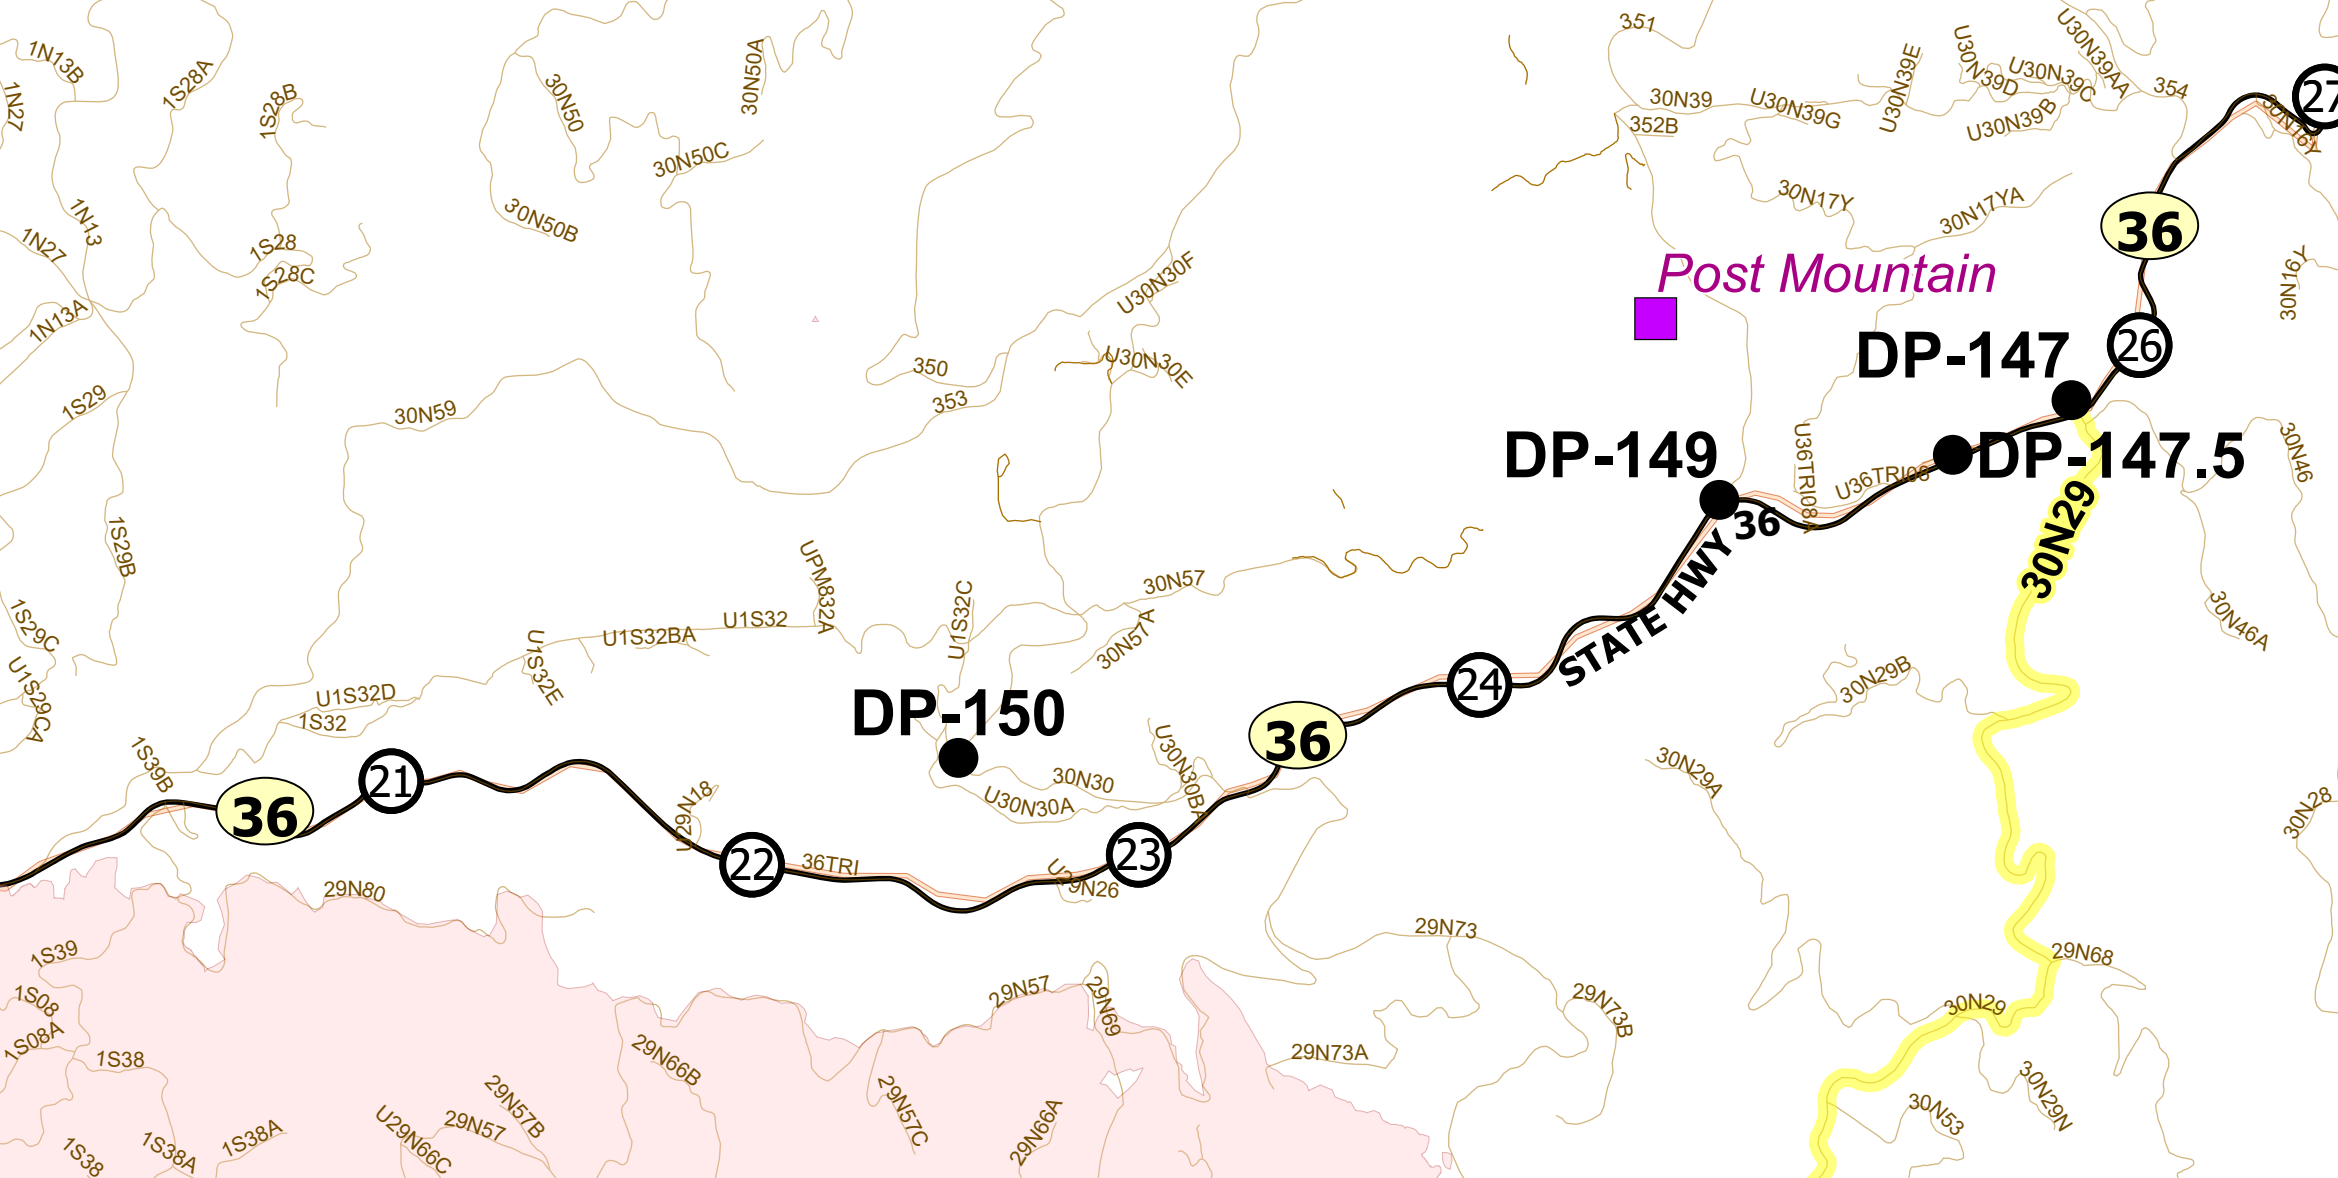 351
U30N39AA
1N13B
1S28A
30N50A
U30N39E
U30N39D
U30N39C
354
27
1N27
1S28B
30N50
30N39
U30N39G
352B
U30N39B
30N16Y
30N50C
30N17Y
30N17YA
1N13
30N50B
36
1N27
1S28
1S28C
U30N30F
Post Mountain
30N16Y
1N13A
DP-147
26
350
U30N30E
353
1S29
30N59
DP-149
DP-147.5
U36TRI08A
U36TRI08
30N46
36
STATE HWY
30N29
1S29B
UPM832A
U1S32C
30N57
1S29C
U1S32BA
U1S32
30N57A
30N46A
U1S29CA
U1S32E
U1S32D
1S32
30N29B
24
DP-150
36
1S39B
21
36
30N30
U30N30A
U30N30BA
30N29A
30N28
U29N18
22
36TRI
23
U29N26
29N80
29N73
1S39
29N68
1S08
29N57
29N69
29N73B
30N29
1S08A
1S38
29N66B
29N73A
29N57B
29N57C
29N66A
30N29N
30N53
U29N66C
29N57
1S38A
1S38A
1S38